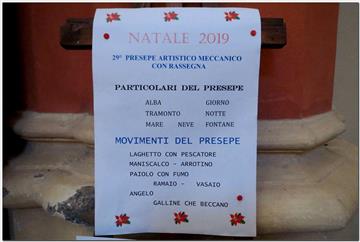 NATALE 2019
29° PRESEPE ARTISTICO MECCANICO
CON RASSEGNA
PARTICOLARI DEL PRESEPE
ALBA GIORNO
TRAMONTO NOTTE
MARE NEVE FONTANE
MOVIMENTI DEL PRESEPE
LAGHETTO CON PESCATORE
MANISCALCO - ARROTINO
PAIOLO CON FUMO
RAMAIO - VASAIO
ANGELO
GALLINE CHE BECCANO